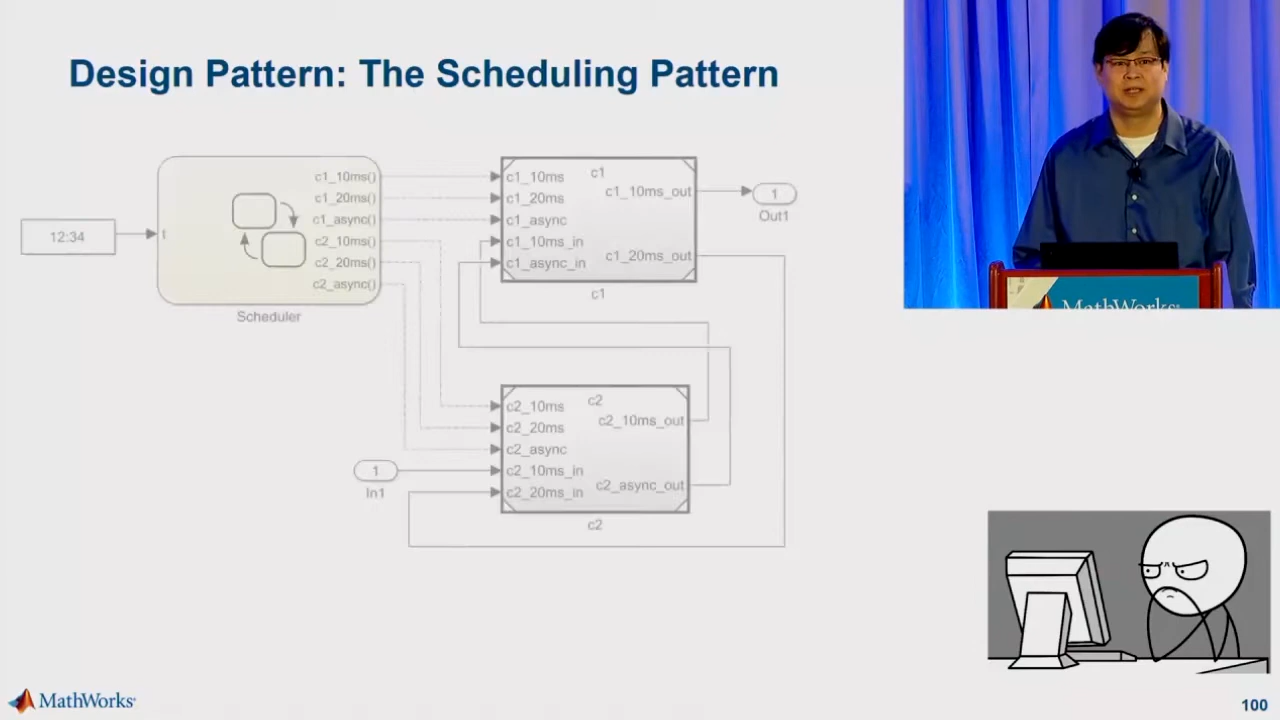 Design Pattern: The Scheduling Pattern
12:34
t
c1_10ms()
c1_20ms()
c1_async()
c2_10ms()
c2_20ms()
c2_async()
Scheduler
c1_10ms
c1_20ms
c1_async
c1_10ms_in
c1_async_in
c1
c1_10ms_out
c1_20ms_out
c1
1
Out1
c2_10ms
c2_20ms
c2_async
c2_10ms_in
c2_20ms_in
c2
c2_10ms_out
c2_async_out
c2
1
In1
MathWorks
MathWorks
100